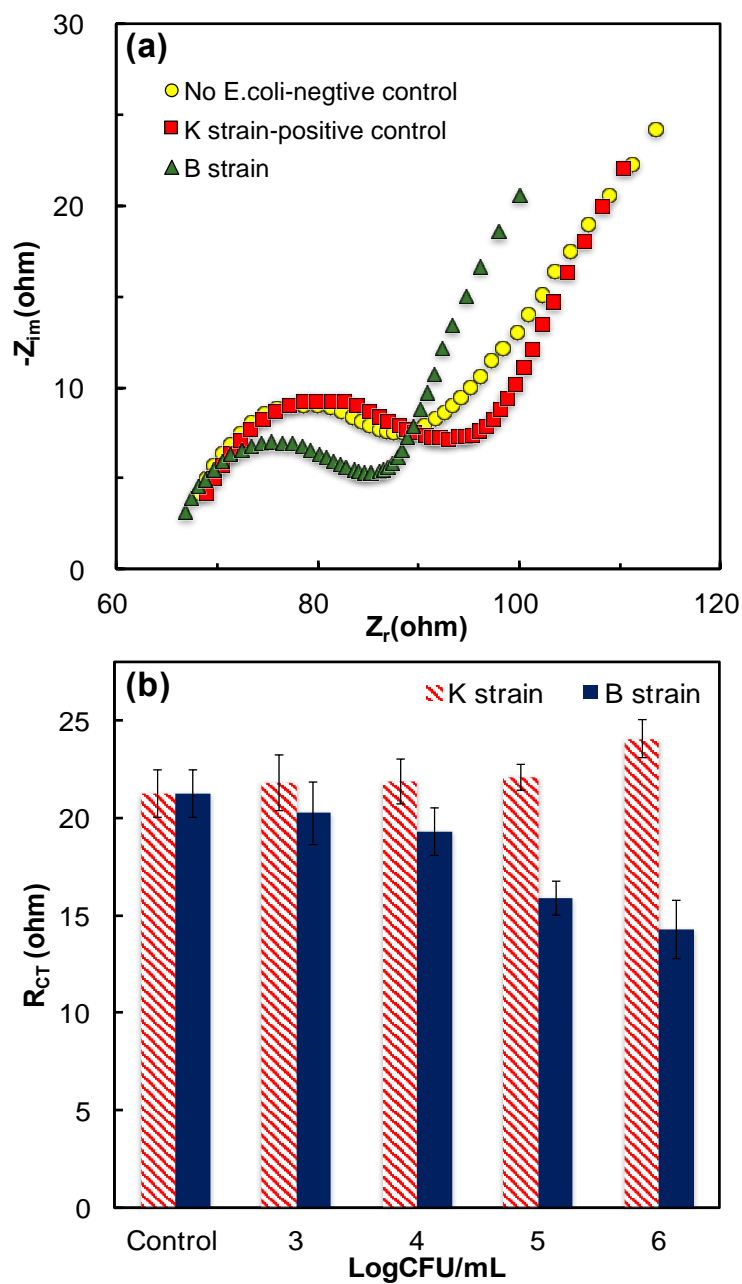 30
(a)
No E.coli-negtive control
K strain-positive control
B strain
20
-Zim(ohm)
10
0
60 80 100 120
Zr(ohm)
(b)
K strain B strain
25
20
RCT (ohm)
15
10
5
0
Control 3 4 5 6
LogCFU/mL